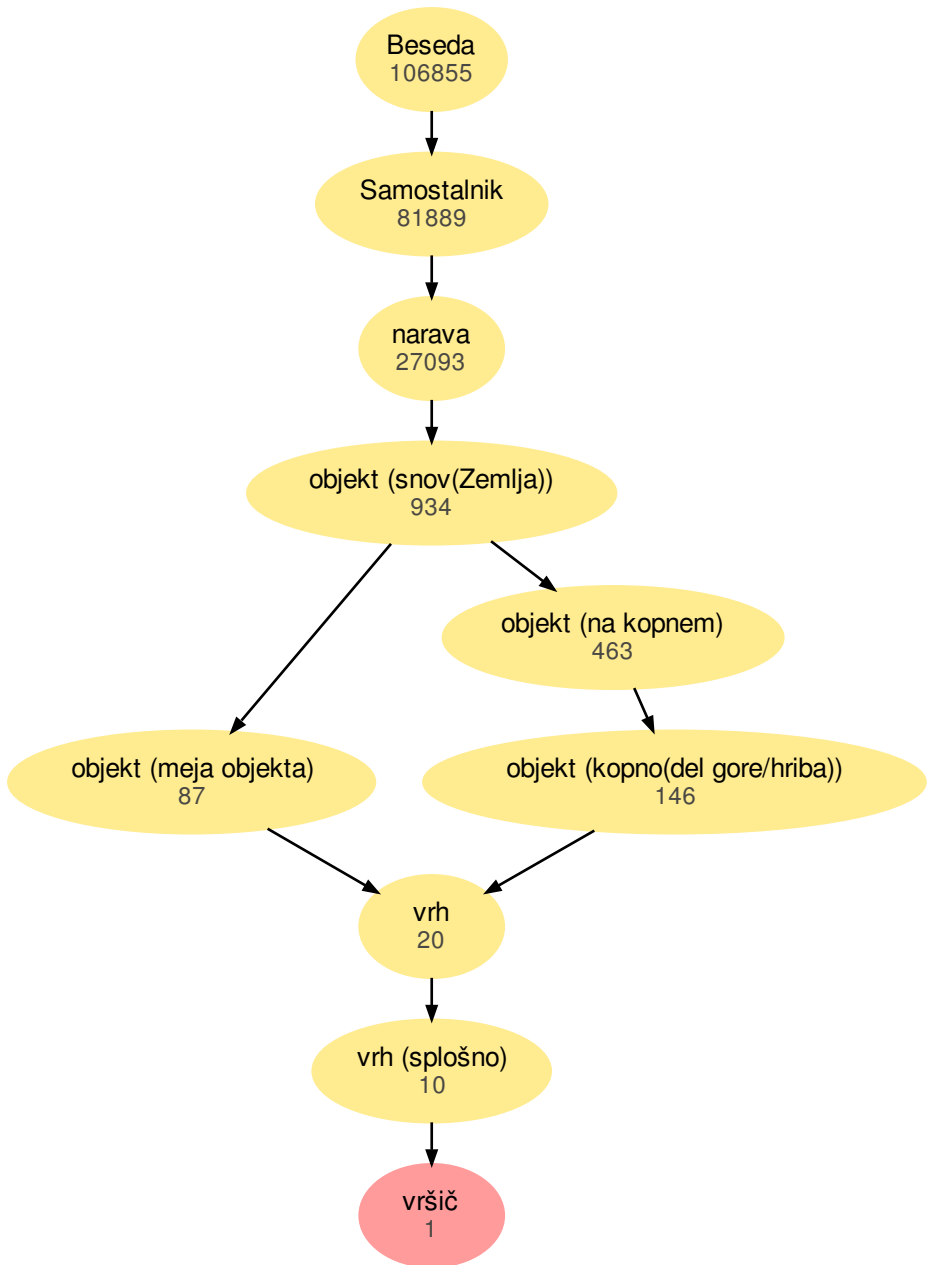 Beseda
106855
Samostalnik
81889
narava
27093
objekt (snov(Zemlja))
934
objekt (na kopnem)
463
objekt (meja objekta)
87
objekt (kopno(del gore/hriba))
146
vrh
20
vrh (splošno)
10
vršič
1